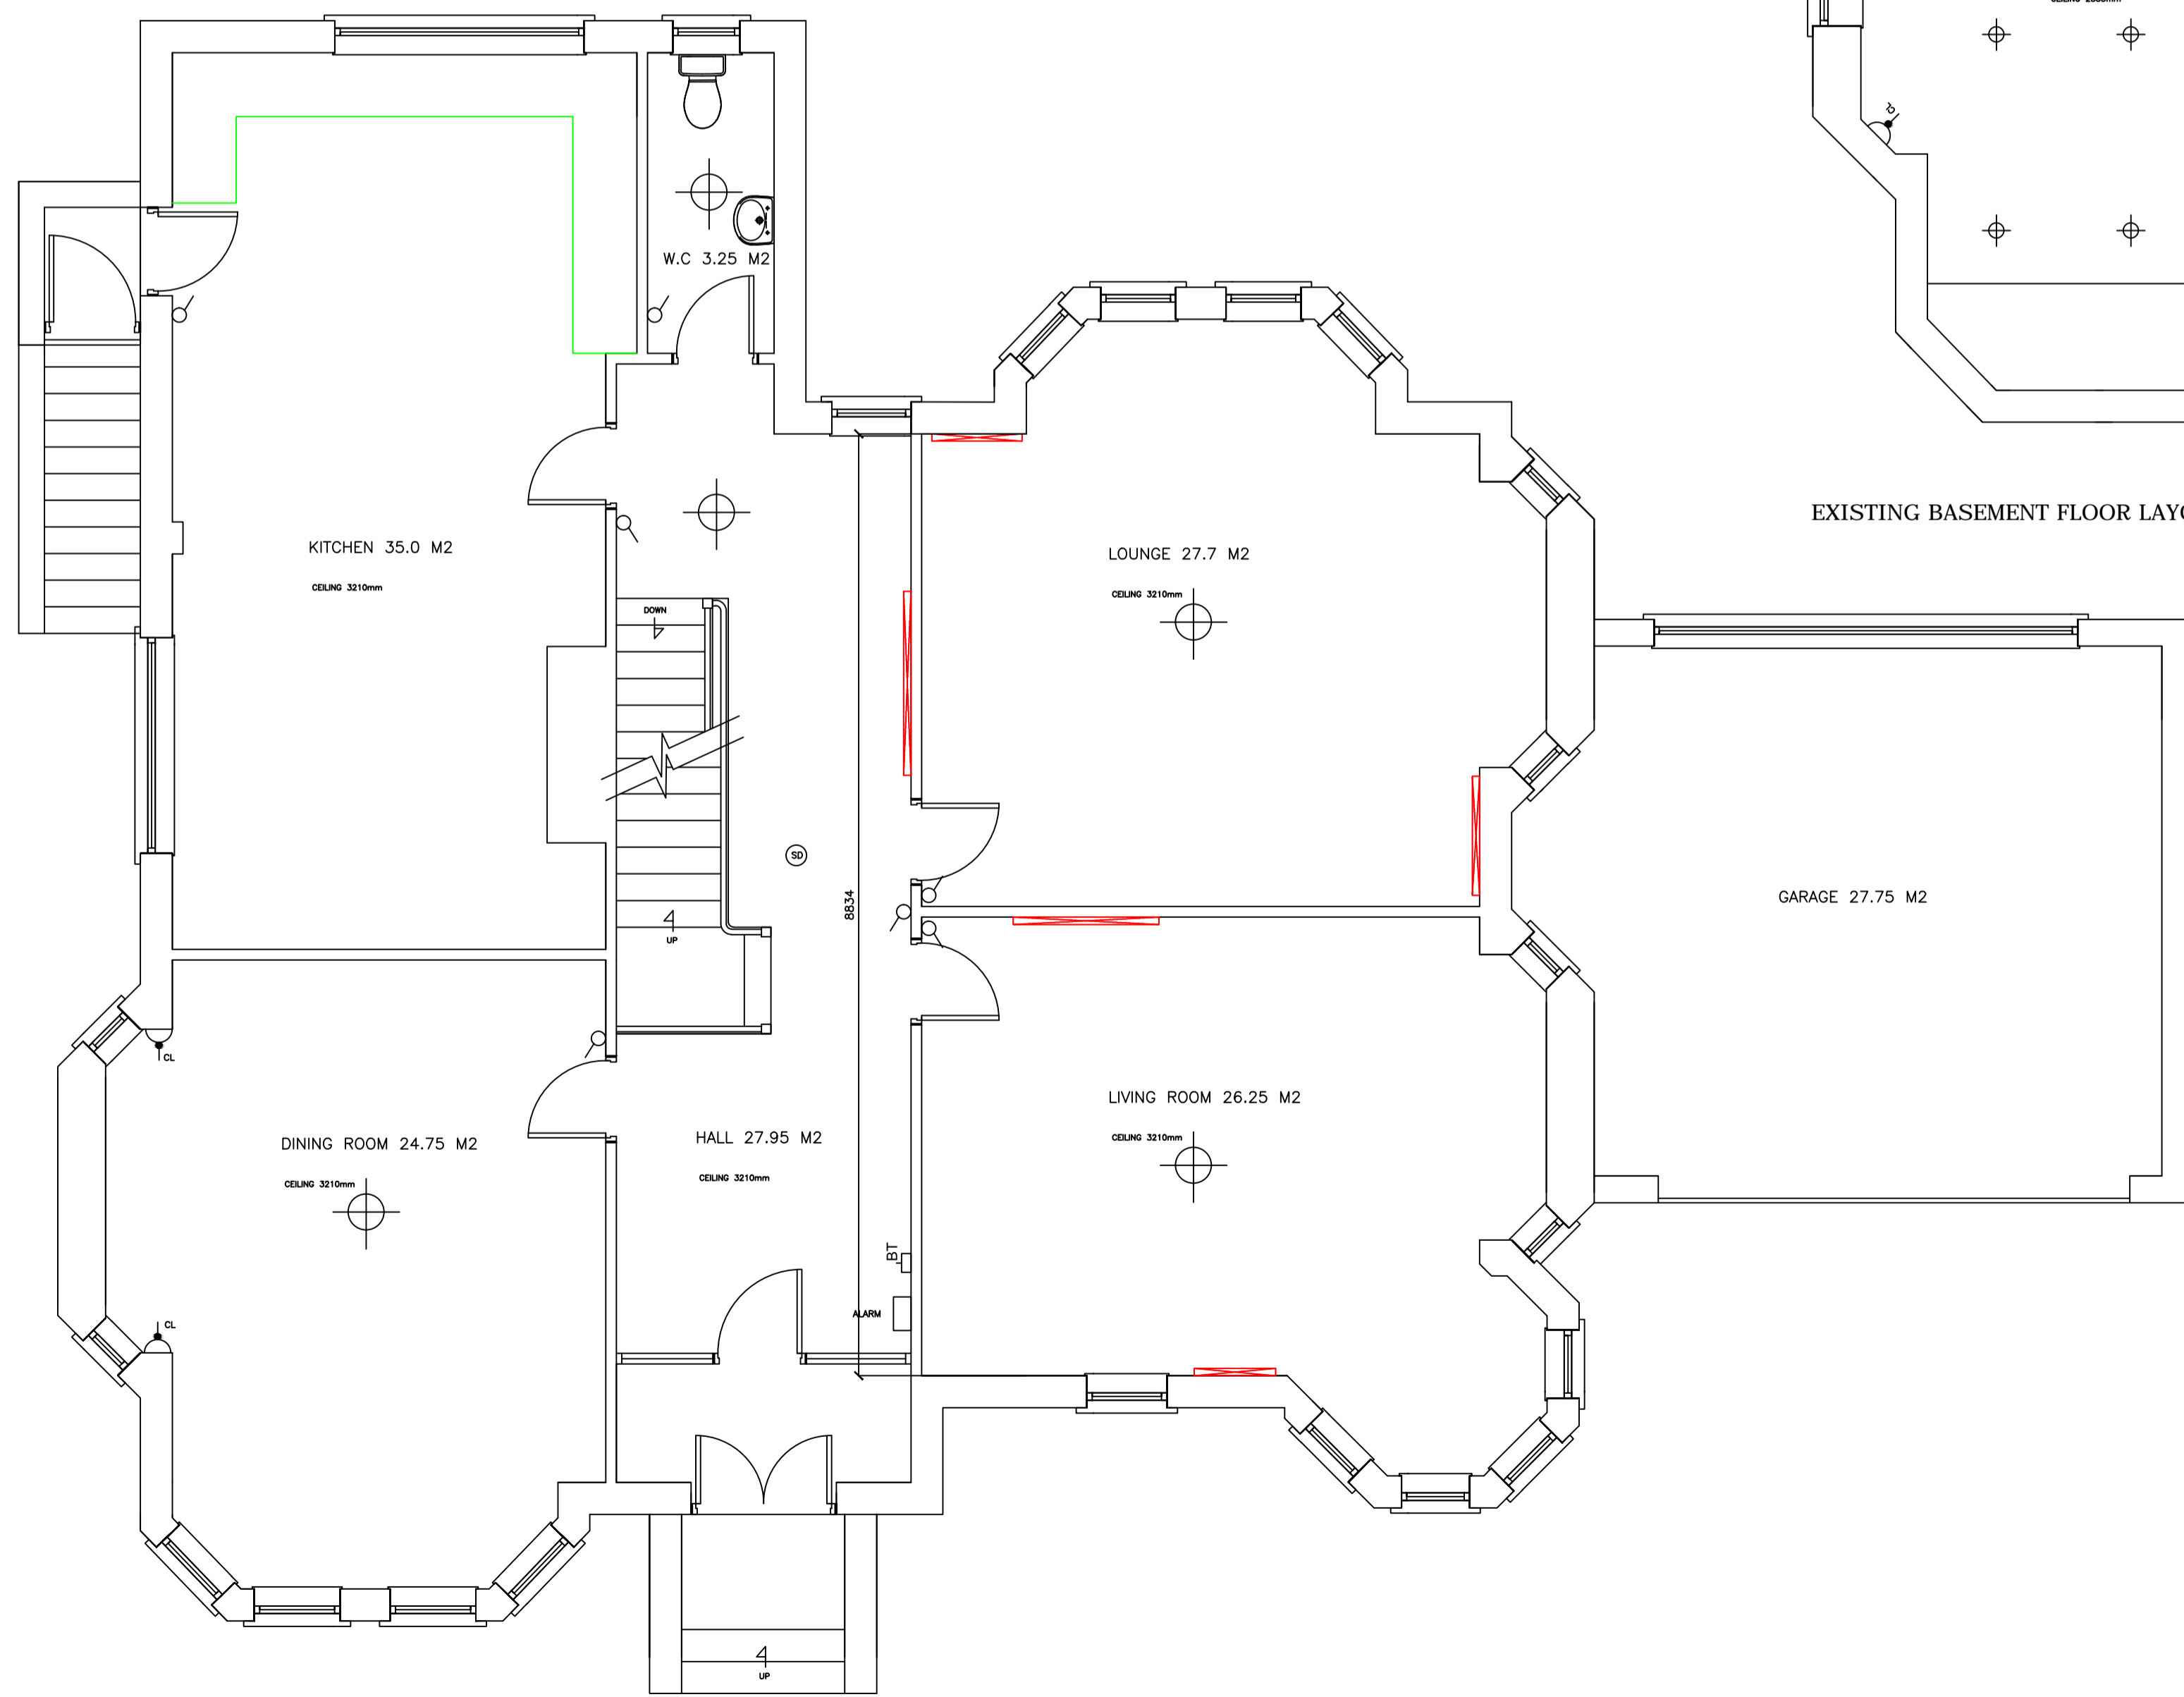 W.C 3.25 M2
EXISTING BASEMENT FLOOR
KITCHEN 35.0 M2
CEILING 3210mm
LOUNGE 27.7 M2
CEILING 3210mm
DOWN
SD
8834
GARAGE 27.75 M2
UP
CL
LIVING ROOM 26.25 M2
CEILING 3210mm
DINING ROOM 24.75 M2
CEILING 3210mm
HALL 27.95 M2
CEILING 3210mm
BT
ALARM
CL
UP